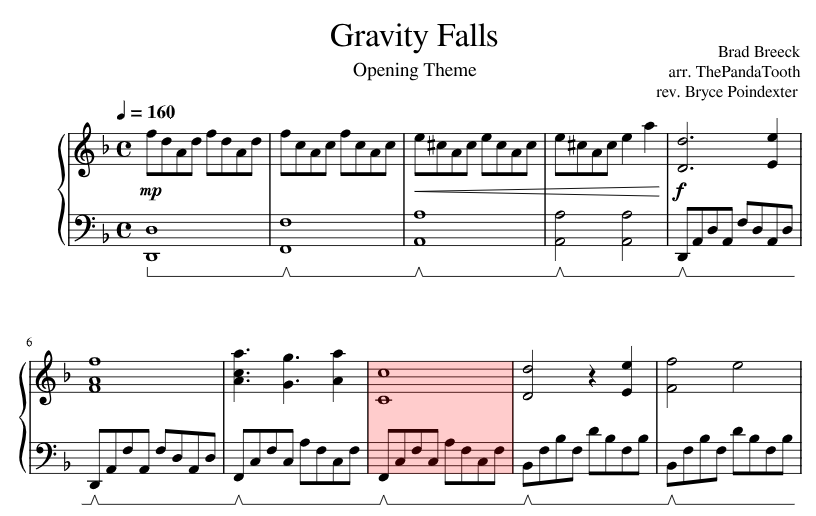 Gravity Falls
Opening Theme
Brad Breeck
arr. ThePandaTooth
rev. Bryce Poindexter
♩ = 160
mp
f
6